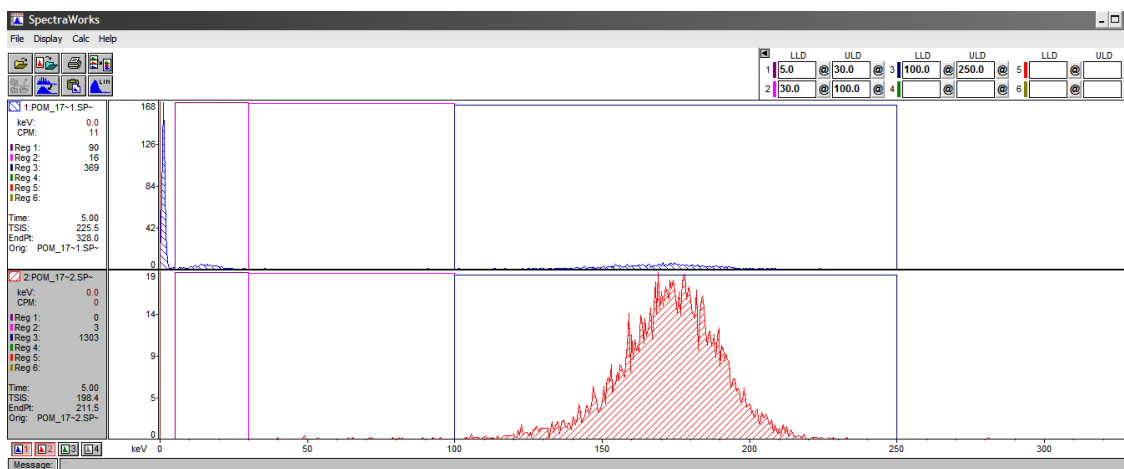 SpectraWorks
File Display Calc Help
LLD ULD LLD ULD LLD ULD
1 5.0 @ 30.0 @ 3 100.0 @ 250.0 @ 5 @ @
2 30.0 @ 100.0 @ 4 @ @ 6 @ @
LIN
1:POM_17~1.SP~
keV: 0.0
CPM: 11
Reg 1: 90
Reg 2: 16
Reg 3: 369
Reg 4:
Reg 5:
Reg 6:
Time: 5.00
TSIS: 225.5
EndPt: 328.0
Orig: POM_17~1.SP~
168
126
84
42
0
2:POM_17~2.SP~
keV: 0.0
CPM: 0
Reg 1: 0
Reg 2: 3
Reg 3: 1303
Reg 4:
Reg 5:
Reg 6:
Time: 5.00
TSIS: 198.4
EndPt: 211.5
Orig: POM_17~2.SP~
19
14
9
5
0
1 2 3 4
keV 0 50 100 150 200 250 300
Message: